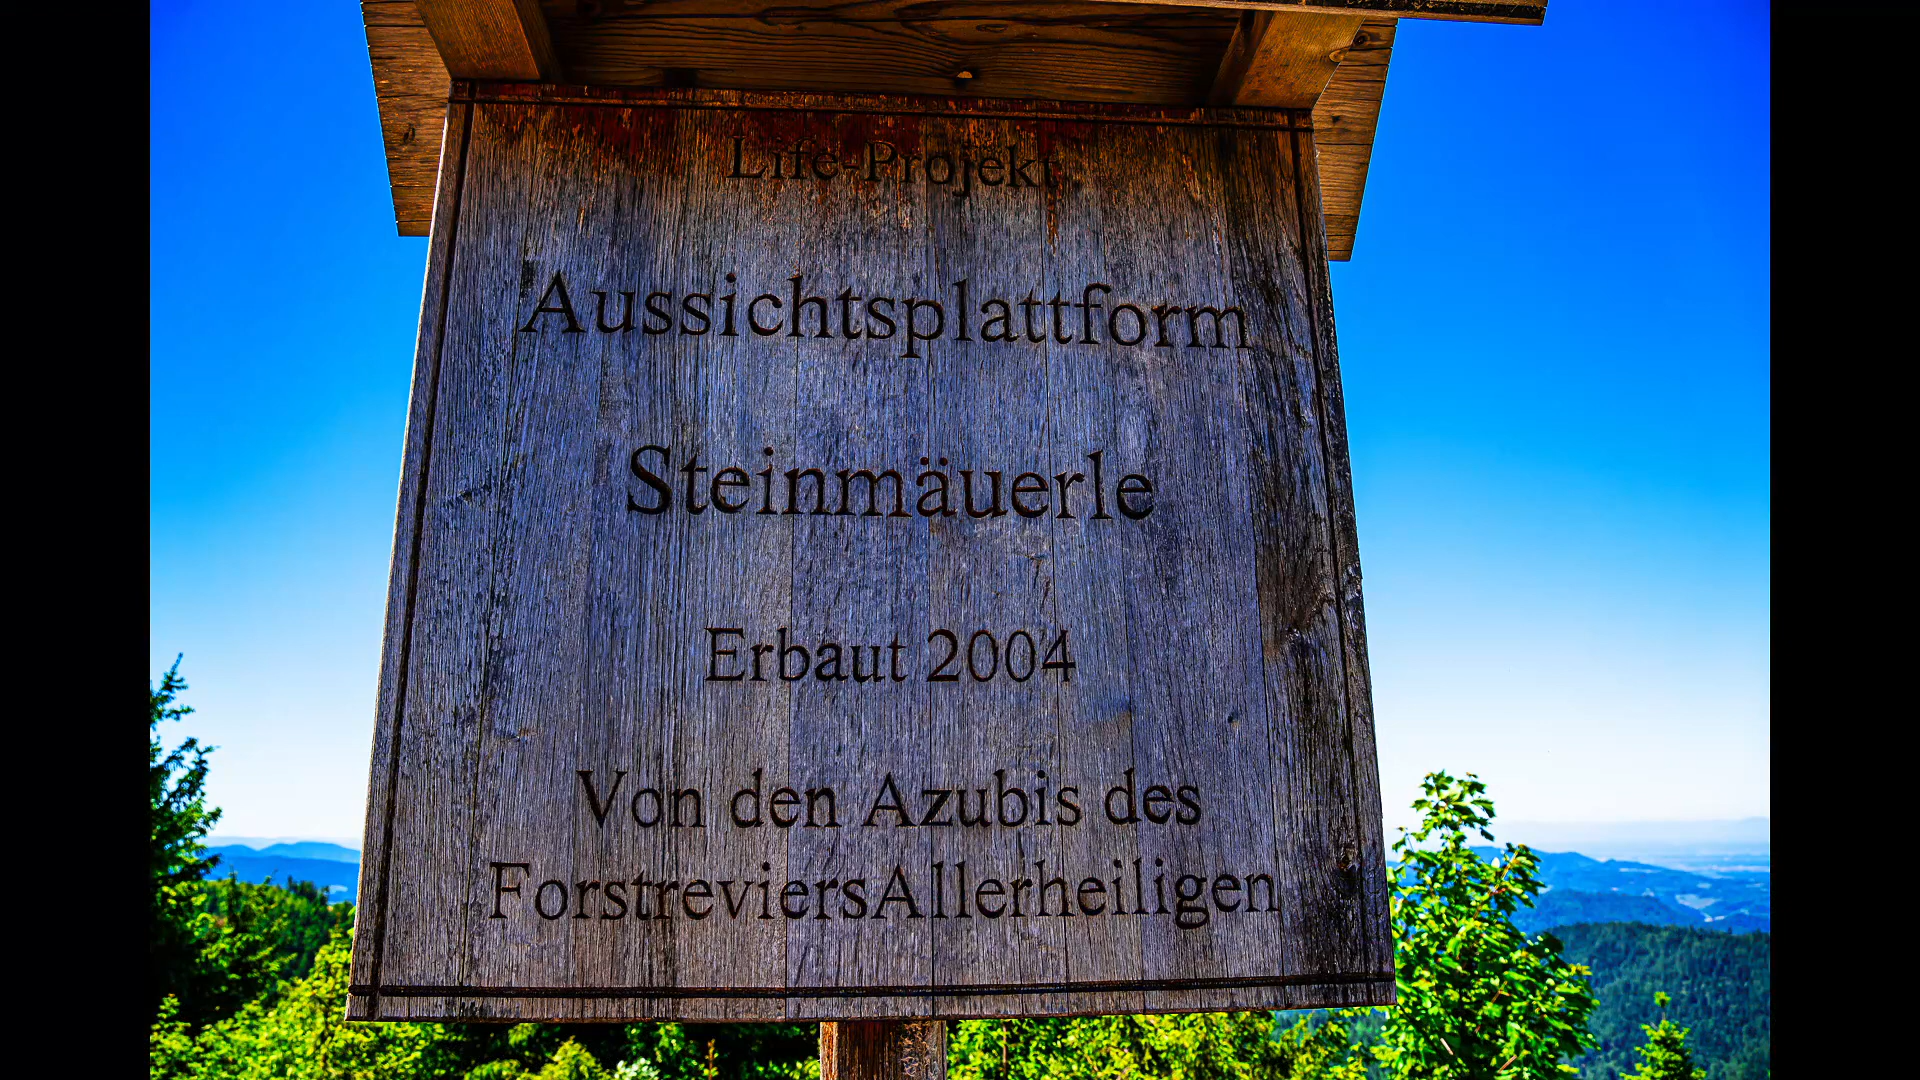 Life-Projekt
Aussichtsplattform
Steinmäuerle
Erbaut 2004
Von den Azubis des
ForstreviersAllerheiligen